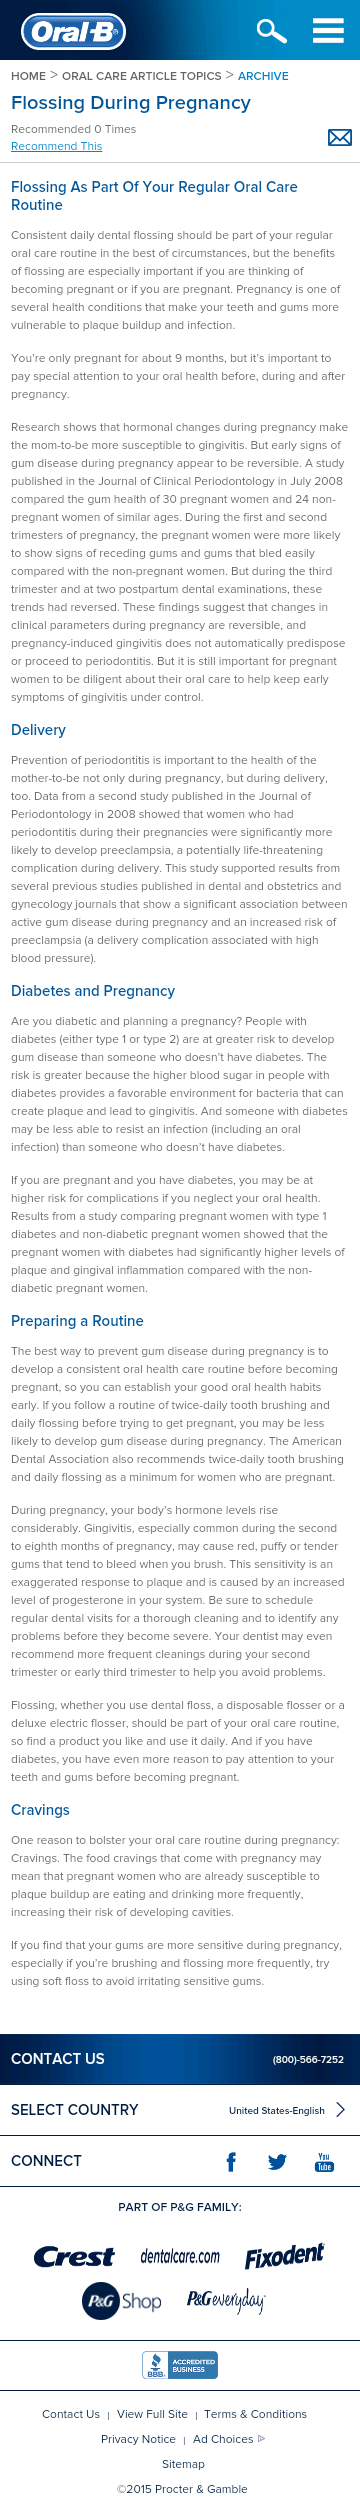 Oral-B
HOME > ORAL CARE ARTICLE TOPICS > ARCHIVE
Flossing During Pregnancy
Recommended 0 Times
Recommend This
Flossing As Part Of Your Regular Oral Care
Routine
Consistent daily dental flossing should be part of your regular
oral care routine in the best of circumstances, but the benefits
of flossing are especially important if you are thinking of
becoming pregnant or if you are pregnant. Pregnancy is one of
several health conditions that make your teeth and gums more
vulnerable to plaque buildup and infection.
You're only pregnant for about 9 months, but it's important to
pay special attention to your oral health before, during and after
pregnancy.
Research shows that hormonal changes during pregnancy make
the mom-to-be more susceptible to gingivitis. But early signs of
gum disease during pregnancy appear to be reversible. A study
published in the Journal of Clinical Periodontology in July 2008
compared the gum health of 30 pregnant women and 24 non-
pregnant women of similar ages. During the first and second
trimesters of pregnancy, the pregnant women were more likely
to show signs of receding gums and gums that bled easily
compared with the non-pregnant women. But during the third
trimester and at two postpartum dental examinations, these
trends had reversed. These findings suggest that changes in
clinical parameters during pregnancy are reversible, and
pregnancy-induced gingivitis does not automatically predispose
or proceed to periodontitis. But it is still important for pregnant
women to be diligent about their oral care to help keep early
symptoms of gingivitis under control.
Delivery
Prevention of periodontitis is important to the health of the
mother-to-be not only during pregnancy, but during delivery,
too. Data from a second study published in the Journal of
Periodontology in 2008 showed that women who had
periodontitis during their pregnancies were significantly more
likely to develop preeclampsia, a potentially life-threatening
complication during delivery. This study supported results from
several previous studies published in dental and obstetrics and
gynecology journals that show a significant association between
active gum disease during pregnancy and an increased risk of
preeclampsia (a delivery complication associated with high
blood pressure).
Diabetes and Pregnancy
Are you diabetic and planning a pregnancy? People with
diabetes (either type 1 or type 2) are at greater risk to develop
gum disease than someone who doesn't have diabetes. The
risk is greater because the higher blood sugar in people with
diabetes provides a favorable environment for bacteria that can
create plaque and lead to gingivitis. And someone with diabetes
may be less able to resist an infection (including an oral
infection) than someone who doesn't have diabetes.
If you are pregnant and you have diabetes, you may be at
higher risk for complications if you neglect your oral health.
Results from a study comparing pregnant women with type 1
diabetes and non-diabetic pregnant women showed that the
pregnant women with diabetes had significantly higher levels of
plaque and gingival inflammation compared with the non-
diabetic pregnant women.
Preparing a Routine
The best way to prevent gum disease during pregnancy is to
develop a consistent oral health care routine before becoming
pregnant, so you can establish your good oral health habits
early. If you follow a routine of twice-daily tooth brushing and
daily flossing before trying to get pregnant, you may be less
likely to develop gum disease during pregnancy. The American
Dental Association also recommends twice-daily tooth brushing
and daily flossing as a minimum for women who are pregnant.
During pregnancy, your body's hormone levels rise
considerably. Gingivitis, especially common during the second
to eighth months of pregnancy, may cause red, puffy or tender
gums that tend to bleed when you brush. This sensitivity is an
exaggerated response to plaque and is caused by an increased
level of progesterone in your system. Be sure to schedule
regular dental visits for a thorough cleaning and to identify any
problems before they become severe. Your dentist may even
recommend more frequent cleanings during your second
trimester or early third trimester to help you avoid problems.
Flossing, whether you use dental floss, a disposable flosser or a
deluxe electric flosser, should be part of your oral care routine,
so find a product you like and use it daily. And if you have
diabetes, you have even more reason to pay attention to your
teeth and gums before becoming pregnant.
Cravings
One reason to bolster your oral care routine during pregnancy:
Cravings. The food cravings that come with pregnancy may
mean that pregnant women who are already susceptible to
plaque buildup are eating and drinking more frequently,
increasing their risk of developing cavities.
If you find that your gums are more sensitive during pregnancy,
especially if you're brushing and flossing more frequently, try
using soft floss to avoid irritating sensitive gums.
CONTACT US (800)-566-7252
SELECT COUNTRY United States-English
CONNECT You Tube
PART OF P&G FAMILY:
Crest dentalcare.com Fixodent
P&G Shop P&G everyday
BBB ACCREDITED BUSINESS
Contact Us | View Full Site | Terms & Conditions
Privacy Notice | Ad Choices
Sitemap
©2015 Procter & Gamble